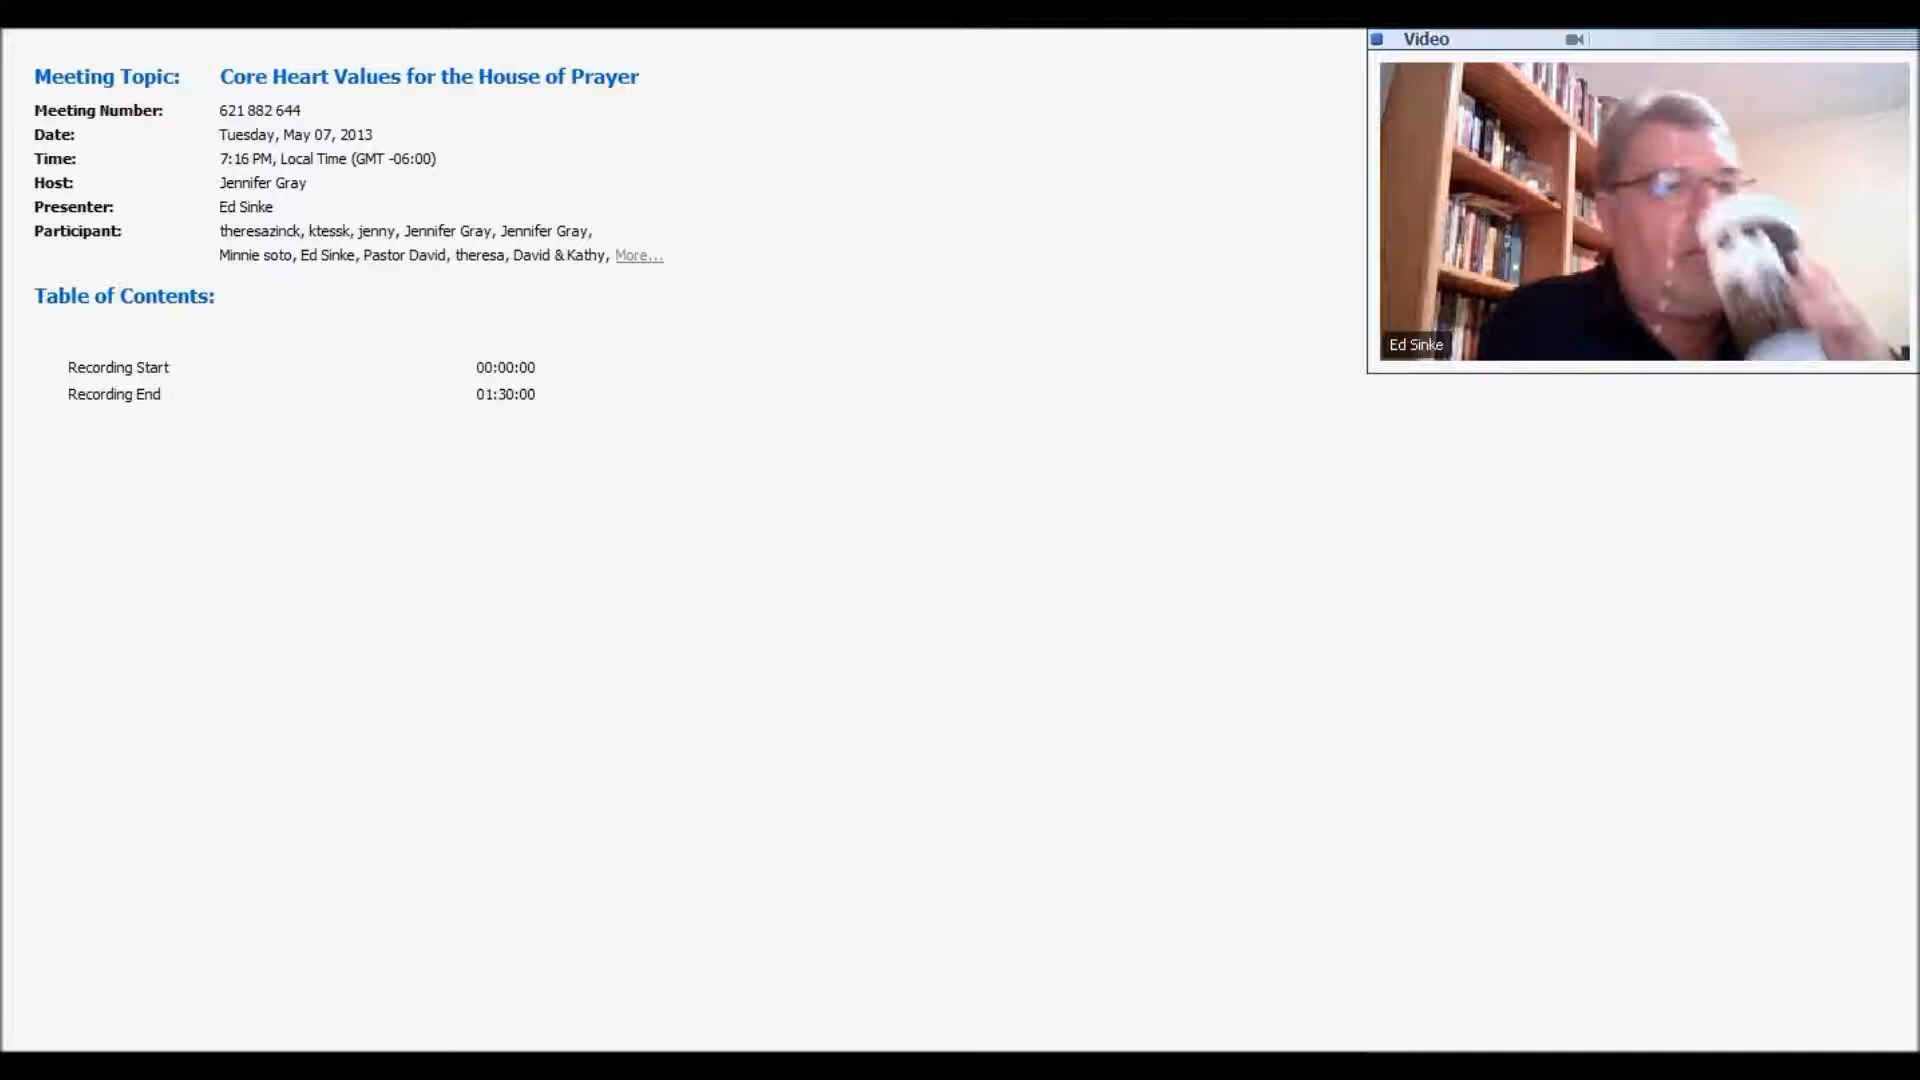 Meeting Topic: Core Heart Values for the House of Prayer
Meeting Number: 621 882 644
Date: Tuesday, May 07, 2013
Time: 7:16 PM, Local Time (GMT -06:00)
Host: Jennifer Gray
Presenter: Ed Sinke
Participant: theresazinck, ktessk, jenny, Jennifer Gray, Jennifer Gray,
Minnie soto, Ed Sinke, Pastor David, theresa, David & Kathy, More...
Table of Contents:
Recording Start 00:00:00
Recording End 01:30:00
Video
Ed Sinke